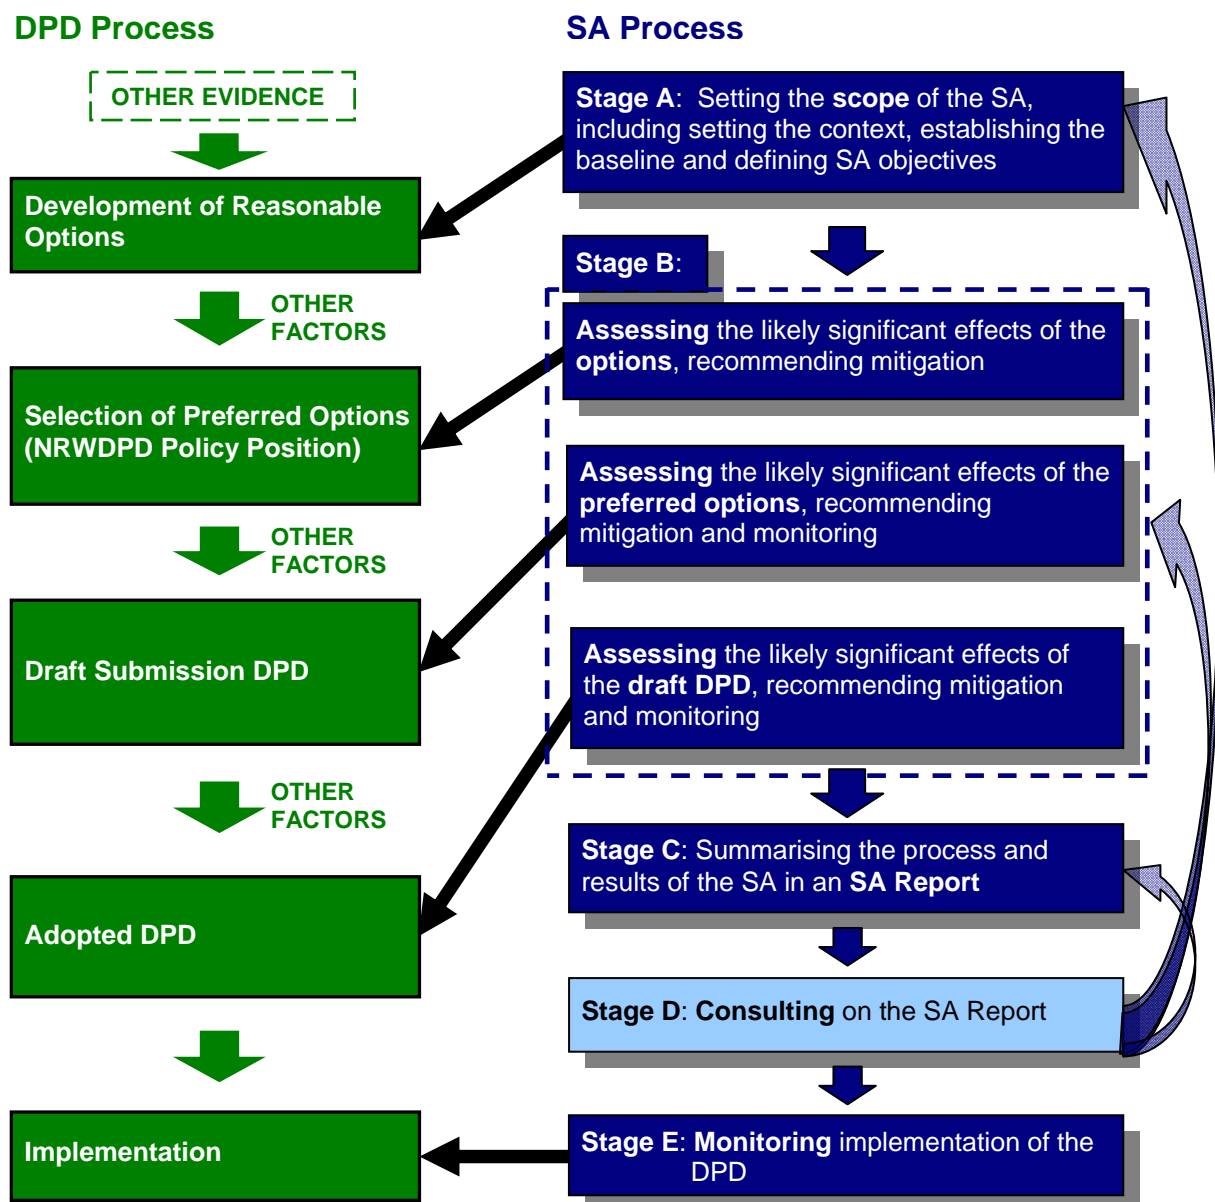 DPD Process
OTHER EVIDENCE
Development of Reasonable
Options
OTHER
FACTORS
Selection of Preferred Options
(NRWDPD Policy Position)
OTHER
FACTORS
Draft Submission DPD
OTHER
FACTORS
Adopted DPD
Implementation
SA Process
Stage A: Setting the scope of the SA,
including setting the context, establishing the
baseline and defining SA objectives
Stage B:
Assessing the likely significant effects of the
options, recommending mitigation
Assessing the likely significant effects of the
preferred options, recommending
mitigation and monitoring
Assessing the likely significant effects of
the draft DPD, recommending mitigation
and monitoring
Stage C: Summarising the process and
results of the SA in an SA Report
Stage D: Consulting on the SA Report
Stage E: Monitoring implementation of the
DPD